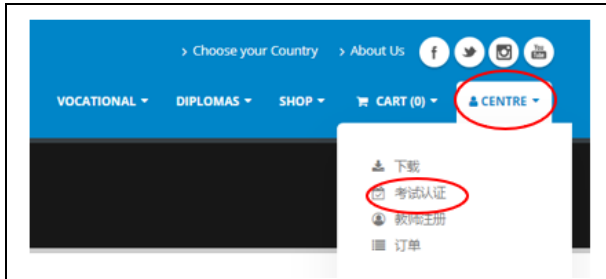 > Choose your Country > About Us
VOCATIONAL DIPLOMAS SHOP CART (0) CENTRE
下载
考试认证
教师注册
订单